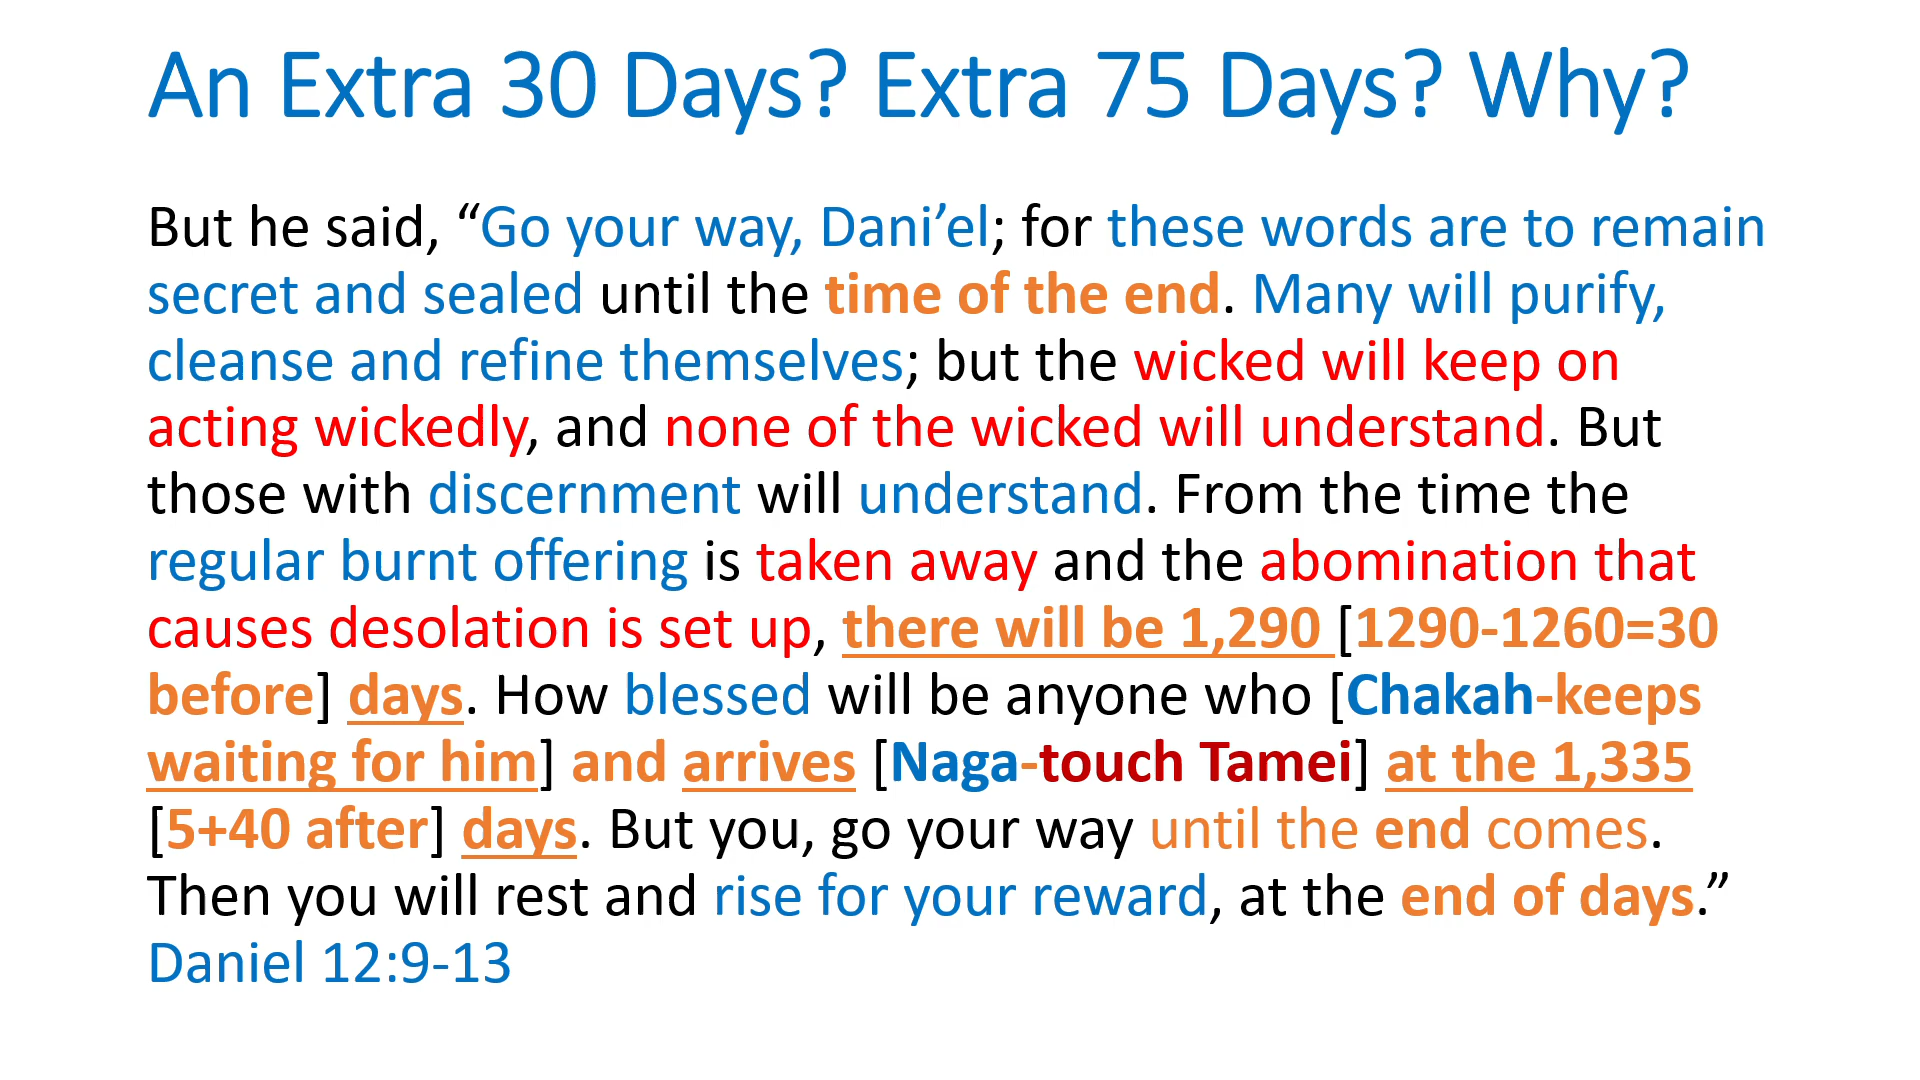 An Extra 30 Days? Extra 75 Days? Why?
But he said, “Go your way, Dani’el; for these words are to remain
secret and sealed until the time of the end. Many will purify,
cleanse and refine themselves; but the wicked will keep on
acting wickedly, and none of the wicked will understand. But
those with discernment will understand. From the time the
regular burnt offering is taken away and the abomination that
causes desolation is set up, there will be 1,290 [1290-1260=30
before] days. How blessed will be anyone who [Chakah-keeps
waiting for him] and arrives [Naga-touch Tamei] at the 1,335
[5+40 after] days. But you, go your way until the end comes.
Then you will rest and rise for your reward, at the end of days.”
Daniel 12:9-13